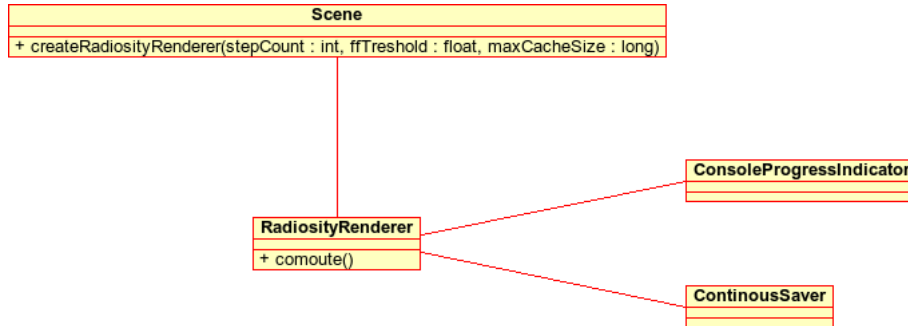 Scene
+ createRadiosityRenderer(stepCount : int, ffTreshold : float, maxCacheSize : long)
ConsoleProgressIndicator
RadiosityRenderer
+ comoute()
ContinousSaver